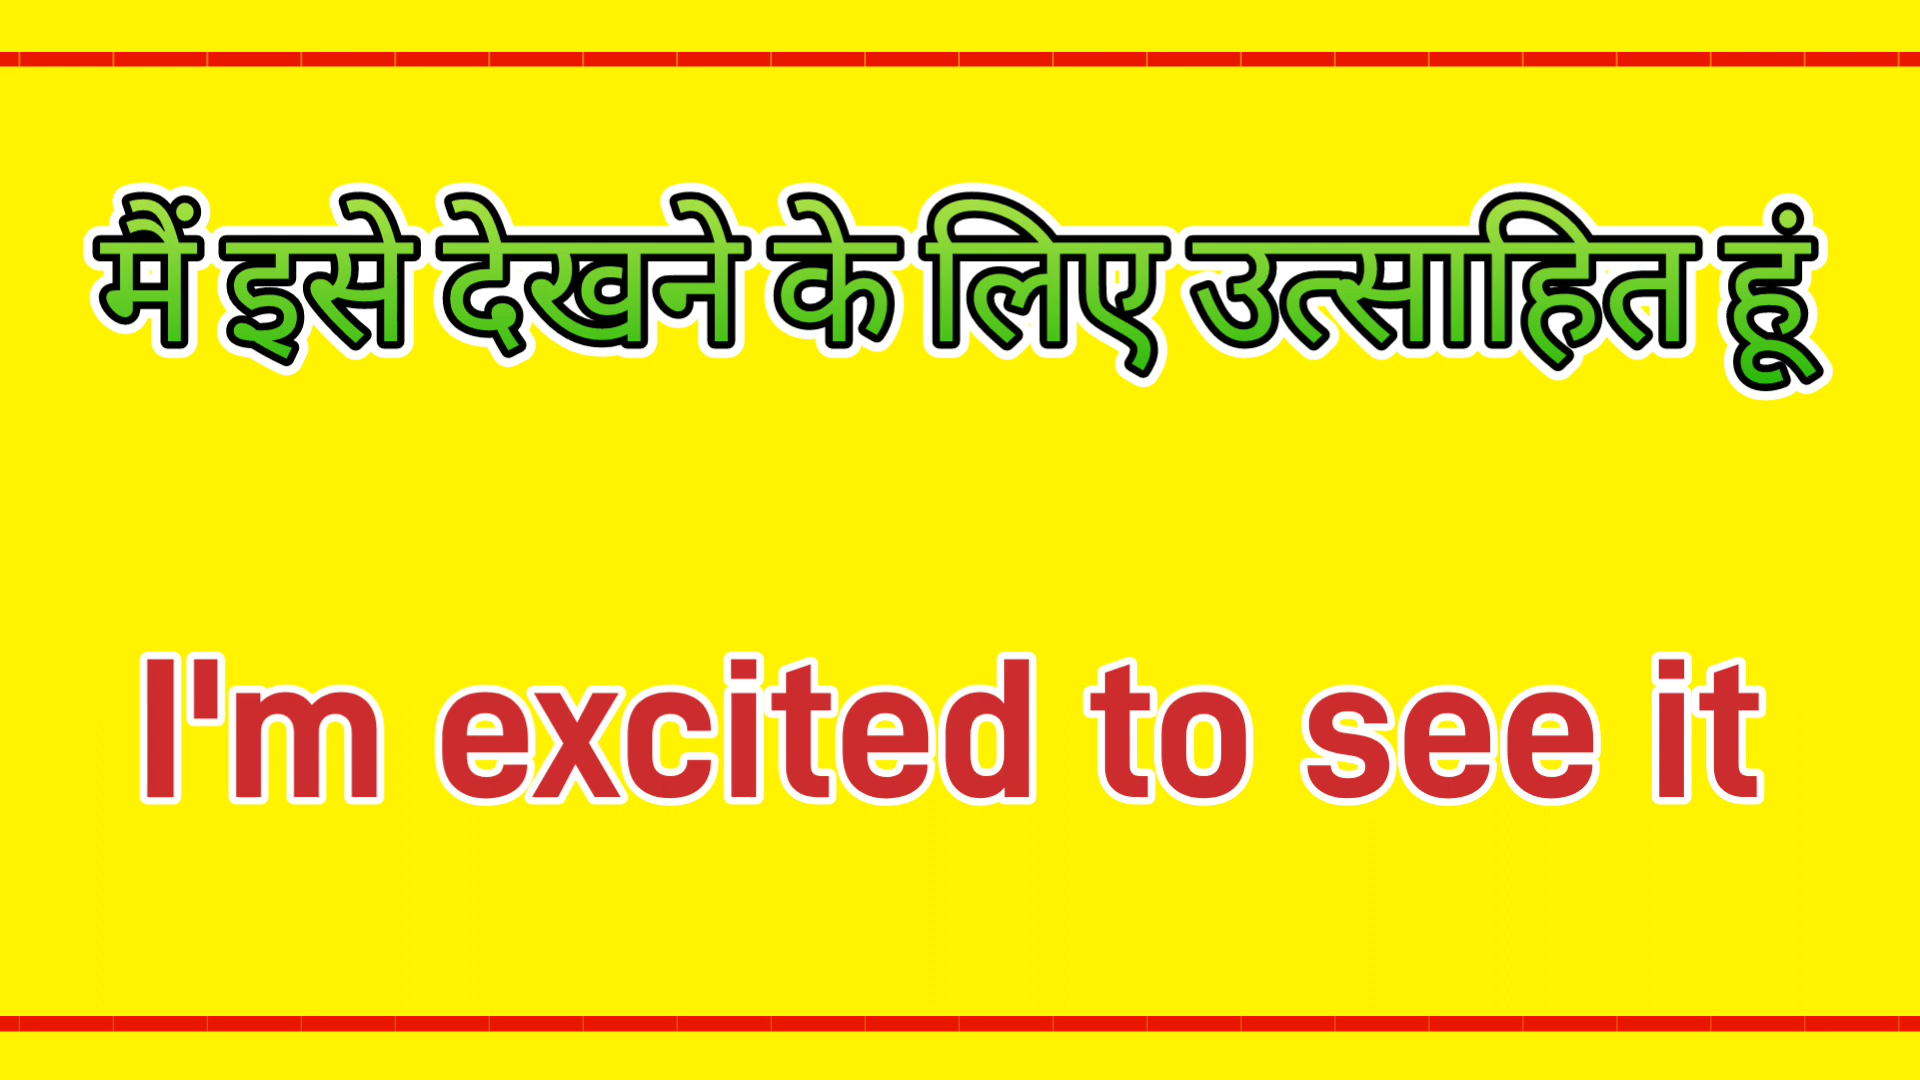 मैं इसे देखने के लिए उत्साहित हूं
I'm excited to see it